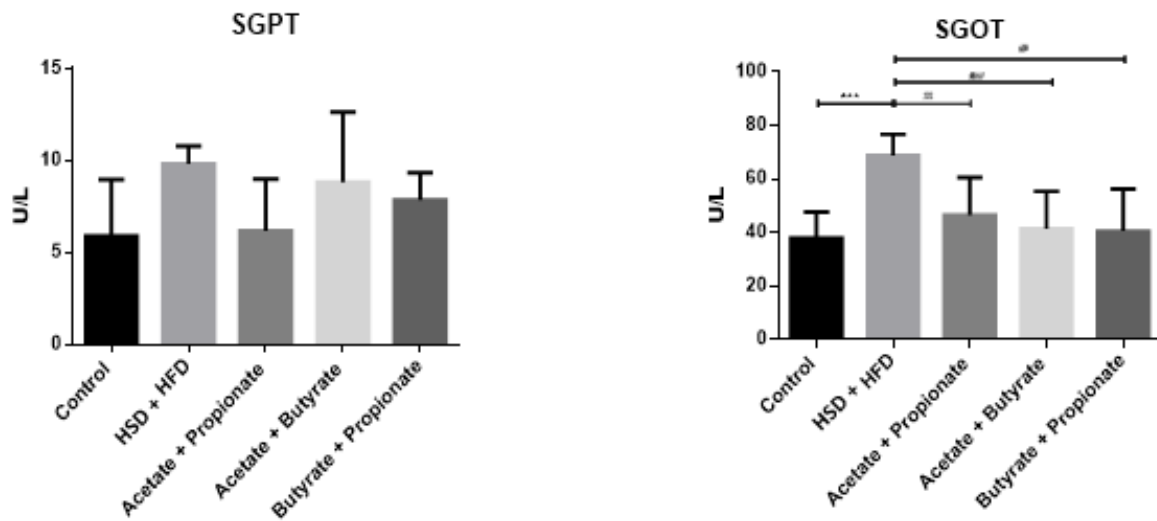 SGPT
15
10
5
0
U/L
Control
HSD + HFD
Acetate + Propionate
Acetate + Butyrate
Butyrate + Propionate
SGOT
100
80
60
40
20
0
U/L
***
Control
HSD + HFD
Acetate + Propionate
Acetate + Butyrate
Butyrate + Propionate